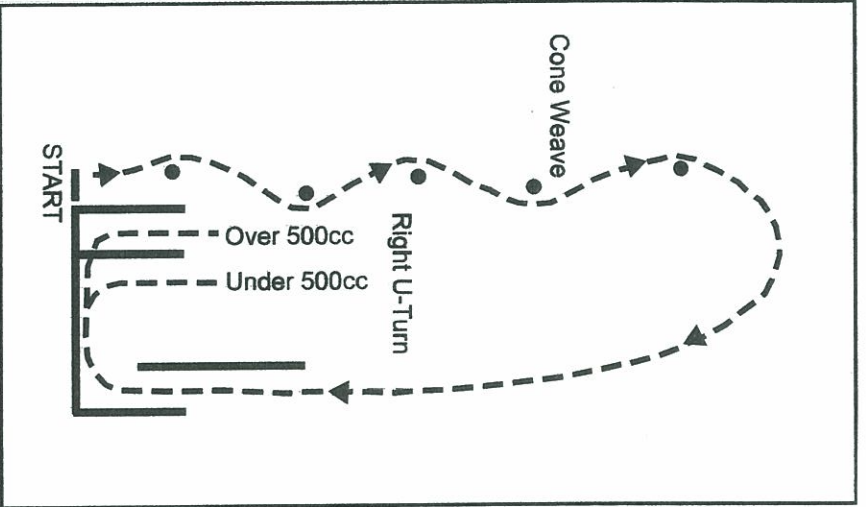 Cone Weave
START
Right U-Turn
Over 500cc
Under 500cc